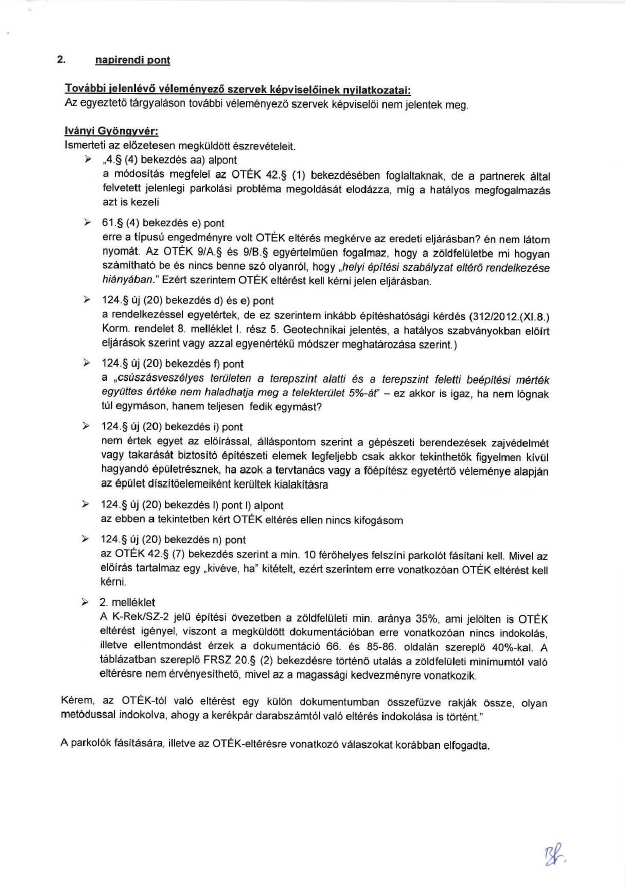 2. napirendi pont
További jelenlévő véleményező szervek képviselőinek nyilatkozatai:
Az egyeztető tárgyaláson további véleményező szervek képviselői nem jelentek meg.
Iványi Gyöngyvér:
Ismerteti az előzetesen megküldött észrevételeit.
➢ „4.§ (4) bekezdés aa) alpont
a módosítás megfelel az OTÉK 42.§ (1) bekezdésében foglaltaknak, de a partnerek által
felvetett jelenlegi parkolási probléma megoldását elodázza, míg a hatályos megfogalmazás
azt is kezeli
➢ 61.§ (4) bekezdés e) pont
erre a típusú engedményre volt OTÉK eltérés megkérve az eredeti eljárásban? én nem látom
nyomát. Az OTÉK 9/A.§ és 9/B.§ egyértelműen fogalmaz, hogy a zöldfelületbe mi hogyan
számítható be és nincs benne szó olyanról, hogy „helyi építési szabályzat eltérő rendelkezése
hiányában." Ezért szerintem OTÉK eltérést kell kérni jelen eljárásban.
➢ 124.§ új (20) bekezdés d) és e) pont
a rendelkezéssel egyetértek, de ez szerintem inkább építéshatósági kérdés (312/2012.(XI.8.)
Korm. rendelet 8. melléklet I. rész 5. Geotechnikai jelentés, a hatályos szabványokban előírt
eljárások szerint vagy azzal egyenértékű módszer meghatározása szerint.)
➢ 124.§ új (20) bekezdés f) pont
a „csúszásveszélyes területen a terepszint alatti és a terepszint feletti beépítési mérték
együttes értéke nem haladhatja meg a telekterület 5%-át" – ez akkor is igaz, ha nem lógnak
túl egymáson, hanem teljesen fedik egymást?
➢ 124.§ új (20) bekezdés i) pont
nem értek egyet az előírással, álláspontom szerint a gépészeti berendezések zajvédelmét
vagy takarását biztosító építészeti elemek legfeljebb csak akkor tekinthetők figyelmen kívül
hagyandó épületrésznek, ha azok a tervtanács vagy a főépítész egyetértő véleménye alapján
az épület díszítőelemeiként kerültek kialakításra
➢ 124.§ új (20) bekezdés l) pont l) alpont
az ebben a tekintetben kért OTÉK eltérés ellen nincs kifogásom
➢ 124.§ új (20) bekezdés n) pont
az OTÉK 42.§ (7) bekezdés szerint a min. 10 férőhelyes felszíni parkolót fásítani kell. Mivel az
előírás tartalmaz egy „kivéve, ha" kitételt, ezért szerintem erre vonatkozóan OTÉK eltérést kell
kérni.
➢ 2. melléklet
A K-Rek/SZ-2 jelű építési övezetben a zöldfelületi min. aránya 35%, ami jelölten is OTÉK
eltérést igényel, viszont a megküldött dokumentációban erre vonatkozóan nincs indokolás,
illetve ellentmondást érzek a dokumentáció 66. és 85-86. oldalán szereplő 40%-kal. A
táblázatban szereplő FRSZ 20.§ (2) bekezdésre történő utalás a zöldfelületi minimumtól való
eltérésre nem érvényesíthető, mivel az a magassági kedvezményre vonatkozik.
Kérem, az OTÉK-tól való eltérést egy külön dokumentumban összefűzve rakják össze, olyan
metódussal indokolva, ahogy a kerékpár darabszámtól való eltérés indokolása is történt."
A parkolók fásítására, illetve az OTÉK-eltérésre vonatkozó válaszokat korábban elfogadta.